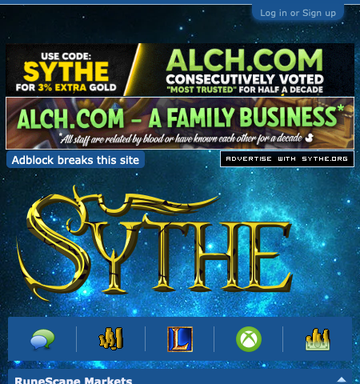 Log in or Sign up
USE CODE:
SYTHE
FOR 3% EXTRA GOLD
ALCH.COM
CONSECUTIVELY VOTED
"MOST TRUSTED" FOR HALF A DECADE
ALCH.COM – A FAMILY BUSINESS*
*All staff are related by blood or have known each other for a decade
Adblock breaks this site
ADVERTISE WITH SYTHE.ORG
SYTHE
L
RuneScape Markets